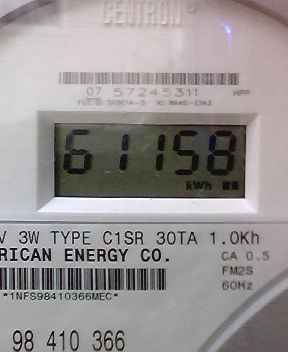 CENTRON
07 57245311 HPP
61158
kWh
V 3W TYPE C1SR 30TA 1.0Kh
RICAN ENERGY CO. CA 0.5
FM2S
*1NFS98410366MEC* 60Hz
98 410 366